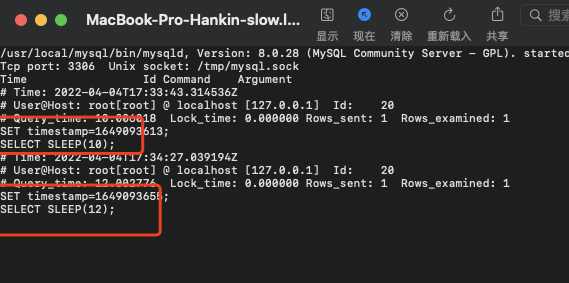 MacBook-Pro-Hankin-slow.l...
显示 现在 清除 重新载入 共享
搜索
/usr/local/mysql/bin/mysqld, Version: 8.0.28 (MySQL Community Server - GPL). started
Tcp port: 3306 Unix socket: /tmp/mysql.sock
Time Id Command Argument
# Time: 2022-04-04T17:33:43.314536Z
# User@Host: root[root] @ localhost [127.0.0.1] Id: 20
# Query_time: Lock_time: 0.000000 Rows_sent: 1 Rows_examined: 1
SET timestamp=1649093613;
SELECT SLEEP(10);
# Time: 2022-04-04T17:34:27.039194Z
# User@Host: root[root] @ localhost [127.0.0.1] Id: 20
# Query_time: 12.002776 Lock_time: 0.000000 Rows_sent: 1 Rows_examined: 1
SET timestamp=1649093655;
SELECT SLEEP(12);